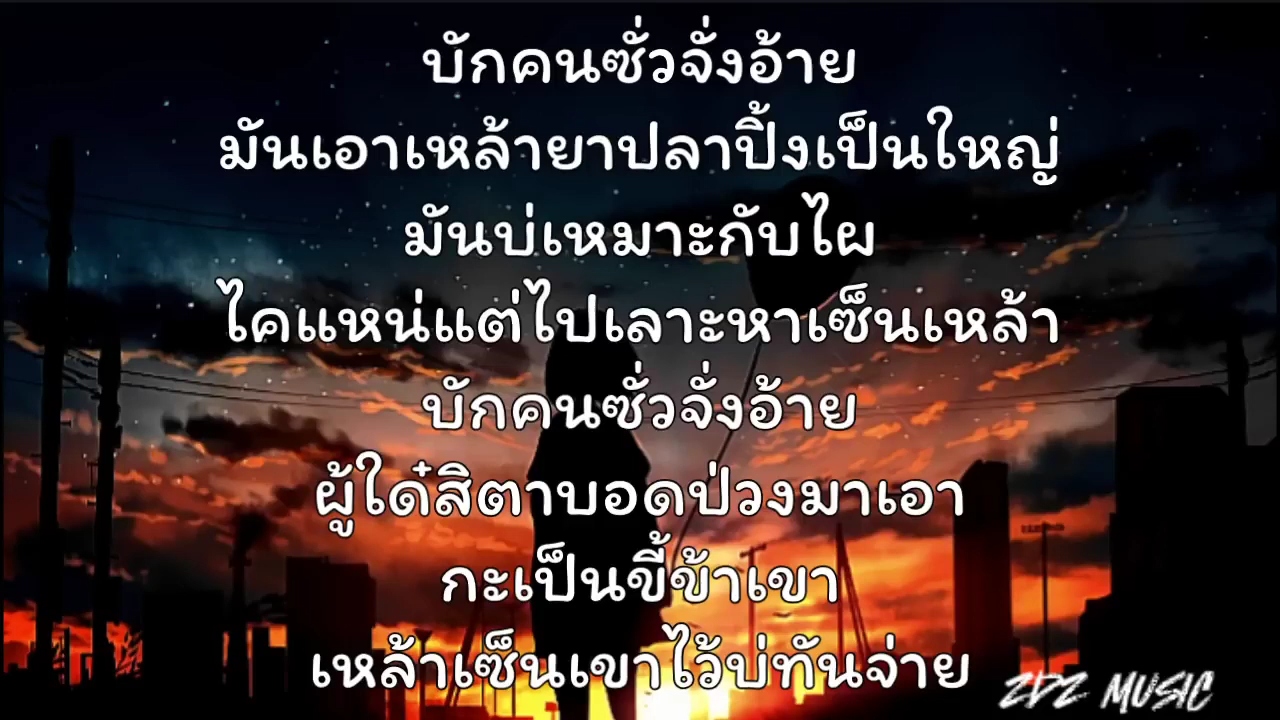 บักคนซั่วจั่งอ้าย
มันเอาเหล้ายาปลาปิ้งเป็นใหญ่
มันบ่เหมาะกับไผ
ไคแหน่แต่ไปเลาะหาเซ็นเหล้า
บักคนซั่วจั่งอ้าย
ผู้ใด๋สิตาบอดป่วงมาเอา
กะเป็นขี้ข้าเขา
เหล้าเซ็นเขาไว้บ่ทันจ่าย
ZDZ MUSIC